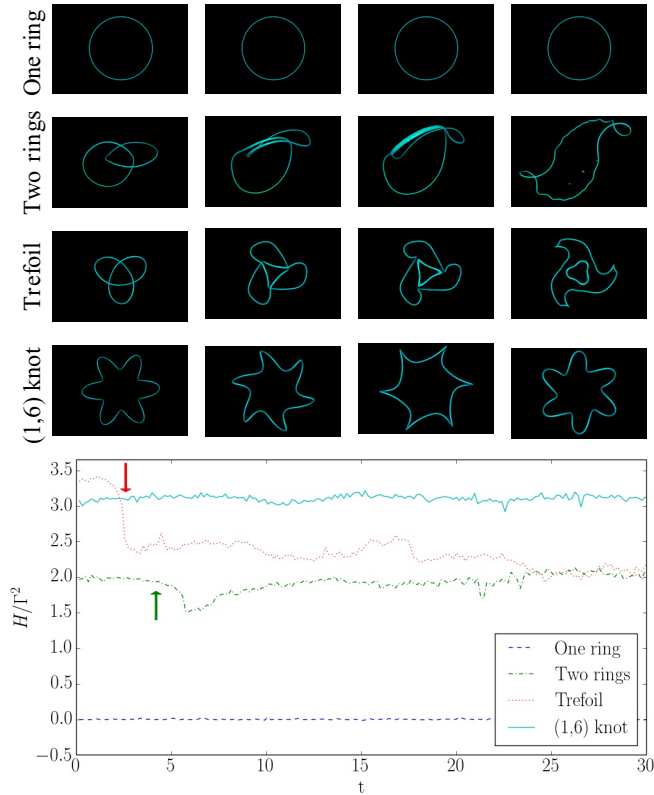 One ring
Two rings
Trefoil
(1,6) knot
3.5
3.0
2.5
2.0
1.5
1.0
0.5
0.0
−0.5
H/Γ²
0 5 10 15 20 25 30
t
One ring
Two rings
Trefoil
(1,6) knot